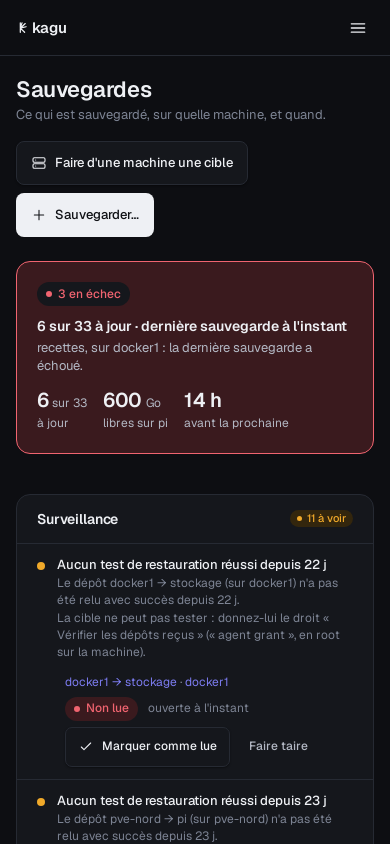 kagu
Sauvegardes
Ce qui est sauvegardé, sur quelle machine, et quand.
Faire d'une machine une cible
Sauvegarder…
3 en échec
6 sur 33 à jour · dernière sauvegarde à l'instant
recettes, sur docker1 : la dernière sauvegarde a
échoué.
6 sur 33 600 Go 14 h
à jour libres sur pi avant la prochaine
Surveillance 11 à voir
Aucun test de restauration réussi depuis 22 j
Le dépôt docker1 → stockage (sur docker1) n'a pas
été relu avec succès depuis 22 j.
La cible ne peut pas tester : donnez-lui le droit «
Vérifier les dépôts reçus » (« agent grant », en root
sur la machine).
docker1 → stockage · docker1
Non lue ouverte à l'instant
Marquer comme lue Faire taire
Aucun test de restauration réussi depuis 23 j
Le dépôt pve-nord → pi (sur pve-nord) n'a pas été
relu avec succès depuis 23 j.